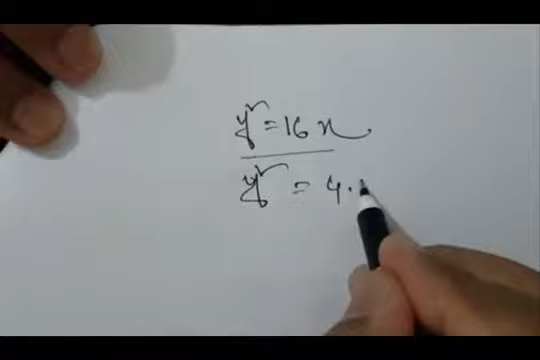 y² = 16x
y² = 4.